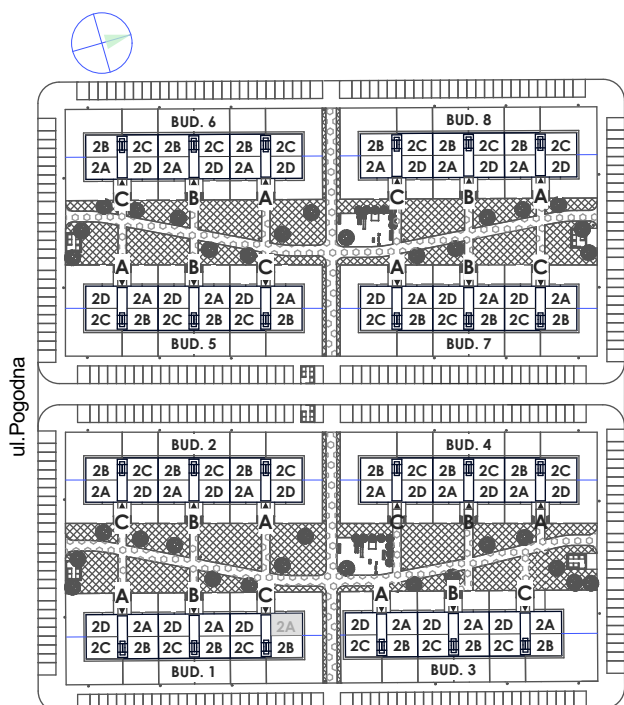 BUD. 6 BUD. 8
2B 2C 2B 2C 2B 2C 2B 2C 2B 2C 2B 2C
2A 2D 2A 2D 2A 2D 2A 2D 2A 2D 2A 2D
C B A C B A
A B C A B C
2D 2A 2D 2A 2D 2A 2D 2A 2D 2A 2D 2A
2C 2B 2C 2B 2C 2B 2C 2B 2C 2B 2C 2B
BUD. 5 BUD. 7
ul.Pogodna
BUD. 2 BUD. 4
2B 2C 2B 2C 2B 2C 2B 2C 2B 2C 2B 2C
2A 2D 2A 2D 2A 2D 2A 2D 2A 2D 2A 2D
C B A C B A
A B C A B C
2D 2A 2D 2A 2D 2A 2D 2A 2D 2A 2D 2A
2C 2B 2C 2B 2C 2B 2C 2B 2C 2B 2C 2B
BUD. 1 BUD. 3